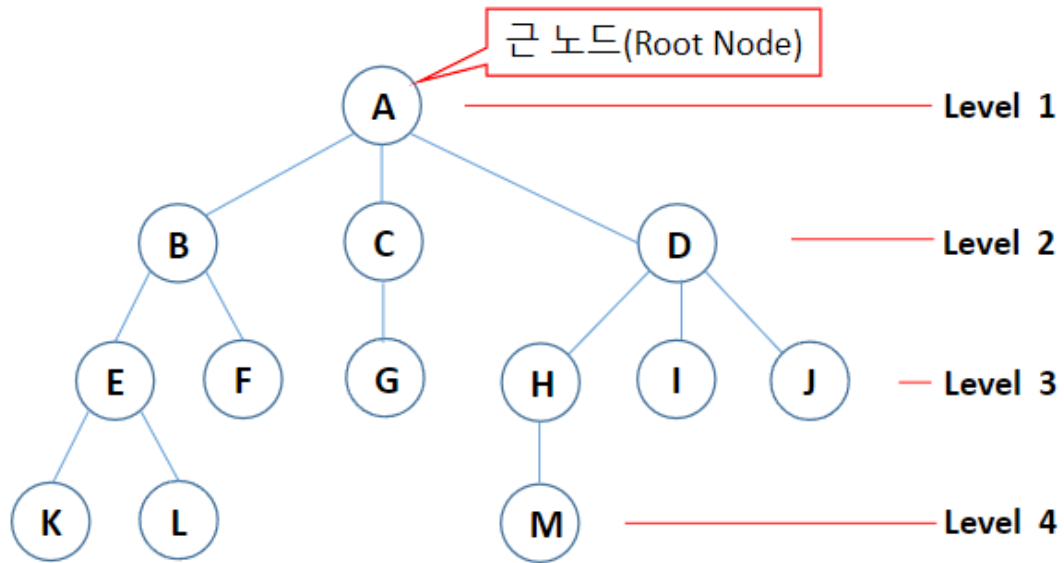 근 노드(Root Node)
A
Level 1
B
C
D
Level 2
E
F
G
H
I
J
Level 3
K
L
M
Level 4